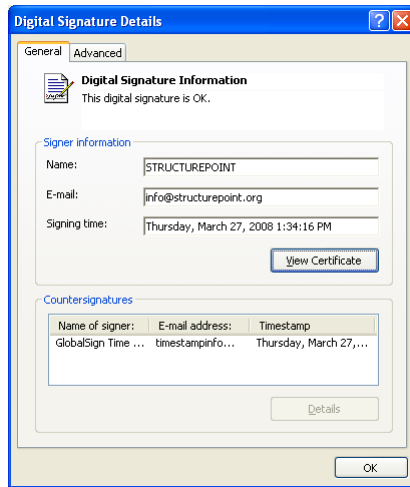 Digital Signature Details
General Advanced
Digital Signature Information
This digital signature is OK.
Signer information
Name: STRUCTUREPOINT
E-mail: info@structurepoint.org
Signing time: Thursday, March 27, 2008 1:34:16 PM
View Certificate
Countersignatures
Name of signer: E-mail address: Timestamp
GlobalSign Time ... timestampinfo... Thursday, March 27,...
Details
OK